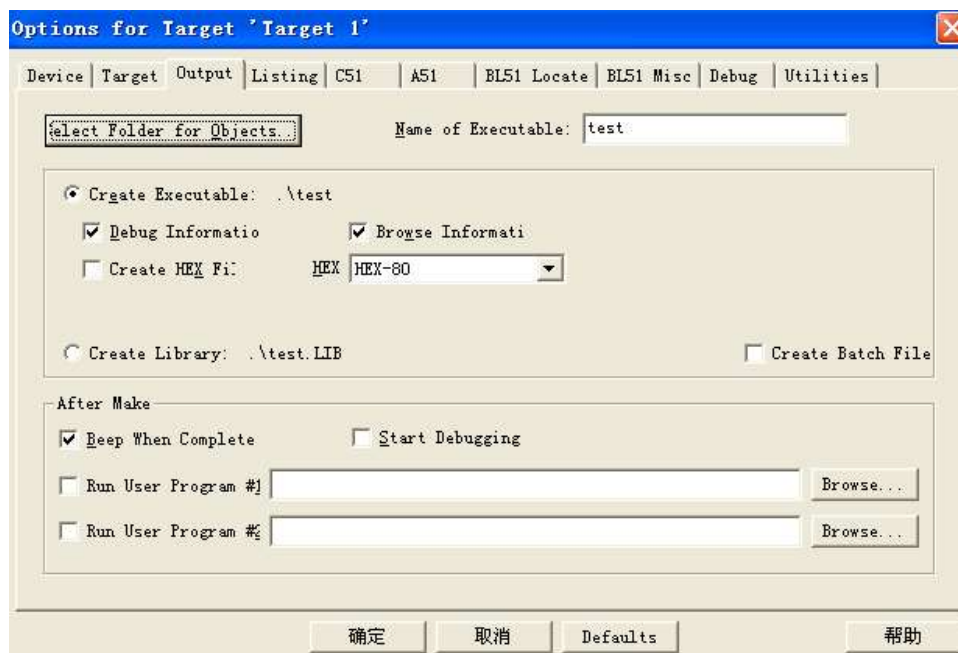 Options for Target 'Target 1'
Device Target Output Listing C51 A51 BL51 Locate BL51 Misc Debug Utilities
elect Folder for Objects.. Name of Executable: test
Create Executable: .\test
Debug Informatio Browse Informati
Create HEX Fi HEX HEX-80
Create Library: .\test.LIB Create Batch File
After Make
Beep When Complete Start Debugging
Run User Program #1 Browse...
Run User Program #2 Browse...
确定 取消 Defaults 帮助